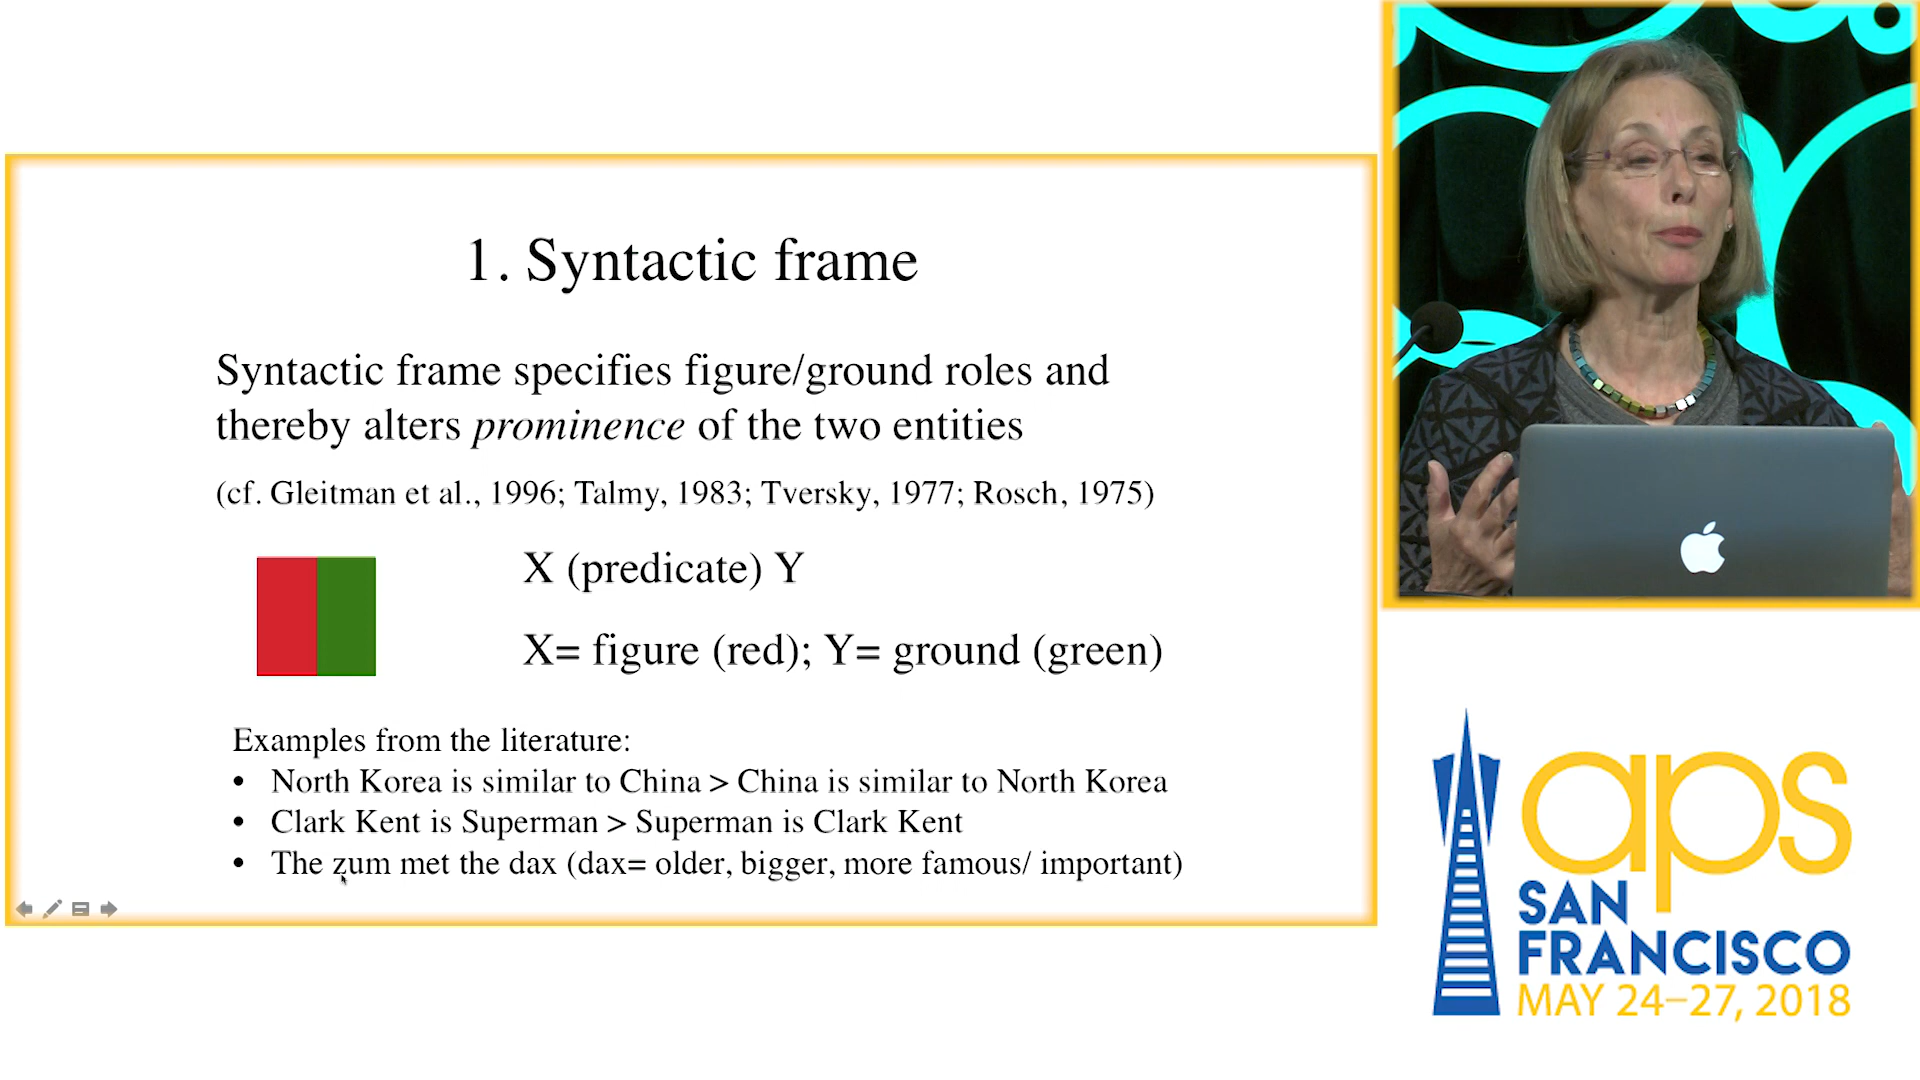 1. Syntactic frame
Syntactic frame specifies figure/ground roles and
thereby alters prominence of the two entities
(cf. Gleitman et al., 1996; Talmy, 1983; Tversky, 1977; Rosch, 1975)
X (predicate) Y
X= figure (red); Y= ground (green)
Examples from the literature:
• North Korea is similar to China > China is similar to North Korea
• Clark Kent is Superman > Superman is Clark Kent
• The zum met the dax (dax= older, bigger, more famous/ important)
aps
SAN
FRANCISCO
MAY 24–27, 2018